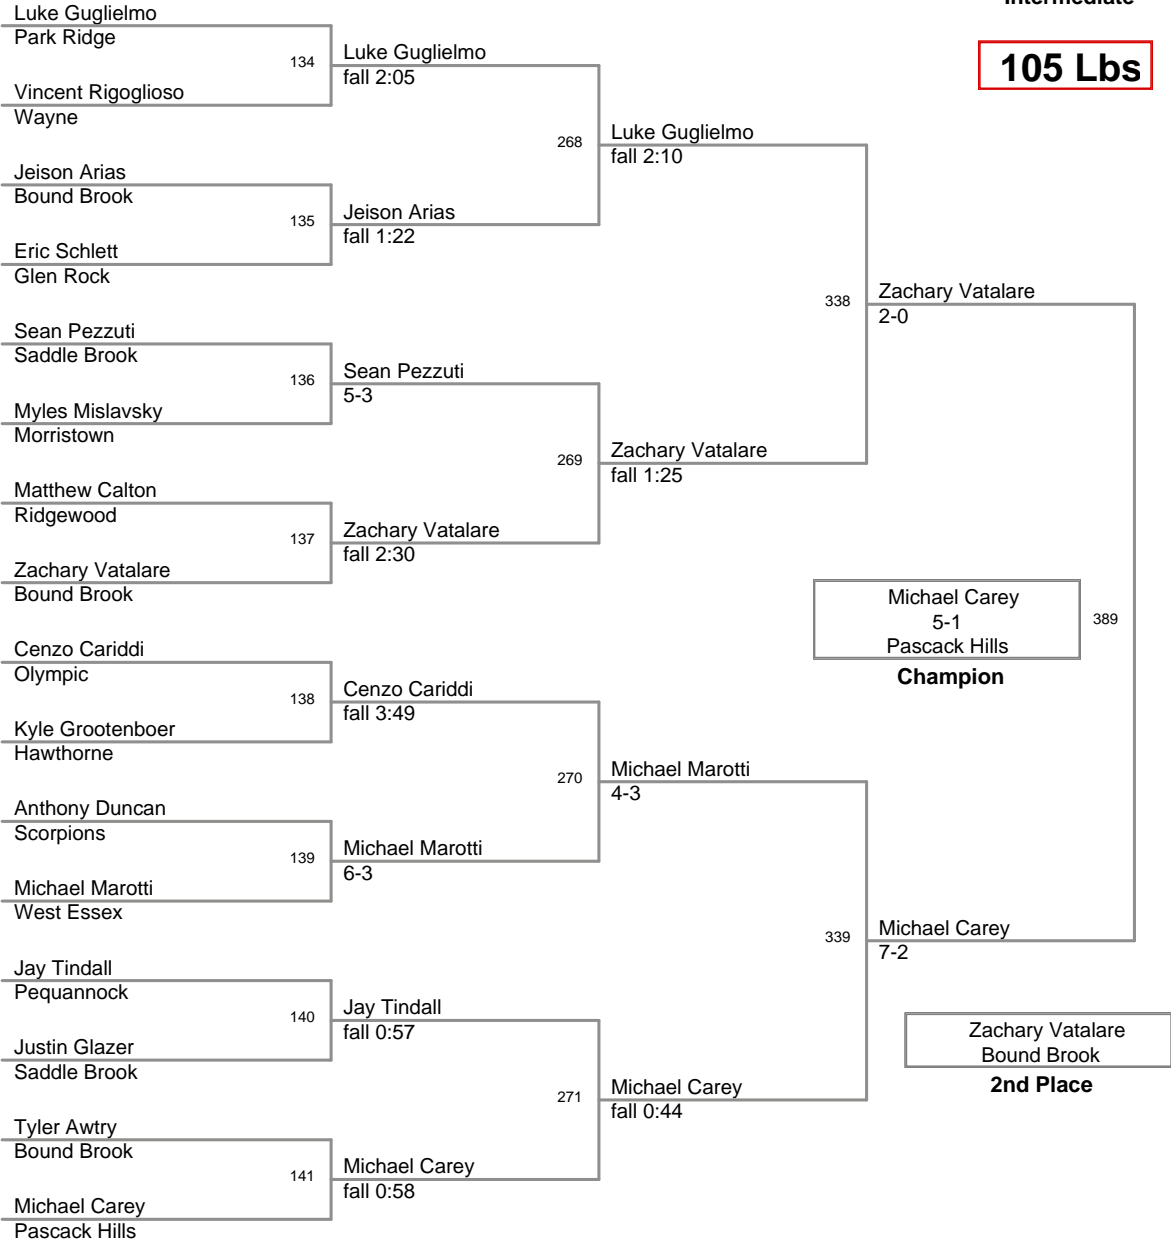 Intermediate
105 Lbs
Luke Guglielmo
Park Ridge
134
Vincent Rigoglioso
Wayne
Luke Guglielmo
fall 2:05
Jeison Arias
Bound Brook
135
Eric Schlett
Glen Rock
Jeison Arias
fall 1:22
268
Luke Guglielmo
fall 2:10
Sean Pezzuti
Saddle Brook
136
Myles Mislavsky
Morristown
Sean Pezzuti
5-3
Matthew Calton
Ridgewood
137
Zachary Vatalare
Bound Brook
Zachary Vatalare
fall 2:30
269
Zachary Vatalare
fall 1:25
338
Zachary Vatalare
2-0
Cenzo Cariddi
Olympic
138
Kyle Grootenboer
Hawthorne
Cenzo Cariddi
fall 3:49
Anthony Duncan
Scorpions
139
Michael Marotti
West Essex
Michael Marotti
6-3
270
Michael Marotti
4-3
Jay Tindall
Pequannock
140
Justin Glazer
Saddle Brook
Jay Tindall
fall 0:57
Tyler Awtry
Bound Brook
141
Michael Carey
Pascack Hills
Michael Carey
fall 0:58
271
Michael Carey
fall 0:44
339
Michael Carey
7-2
389
Michael Carey
5-1
Pascack Hills
Champion
Zachary Vatalare
Bound Brook
2nd Place